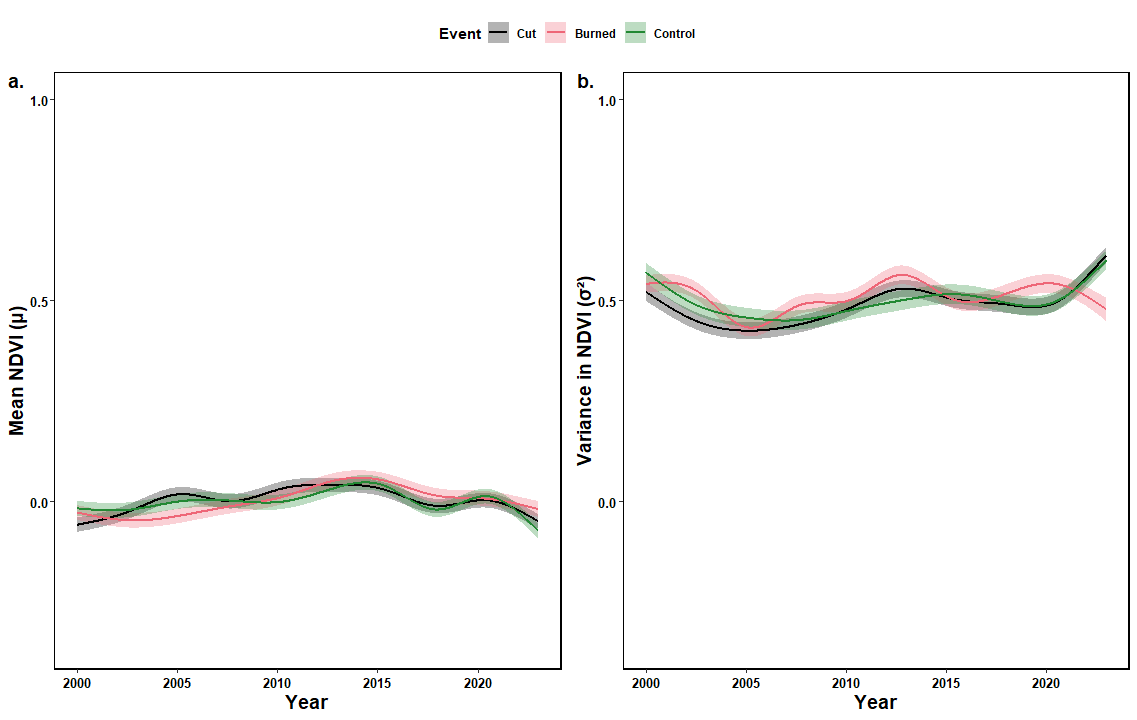 Event Cut Burned Control
a.
1.0
0.5
0.0
Mean NDVI (μ)
2000 2005 2010 2015 2020
Year
b.
1.0
0.5
0.0
Variance in NDVI (σ²)
2000 2005 2010 2015 2020
Year